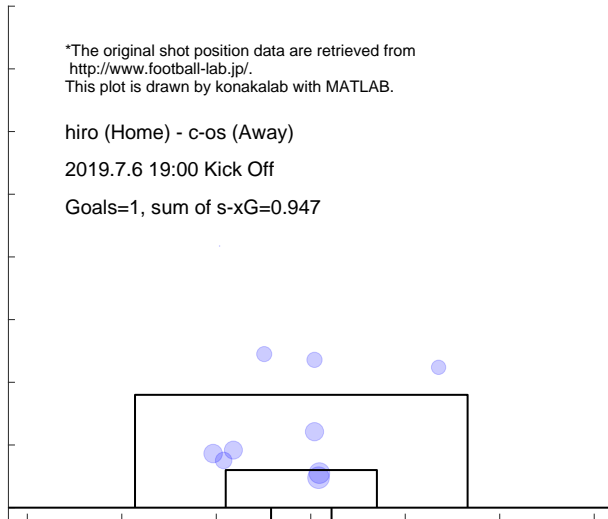 *The original shot position data are retrieved from
http://www.football-lab.jp/.
This plot is drawn by konakalab with MATLAB.
hiro (Home) - c-os (Away)
2019.7.6 19:00 Kick Off
Goals=1, sum of s-xG=0.947